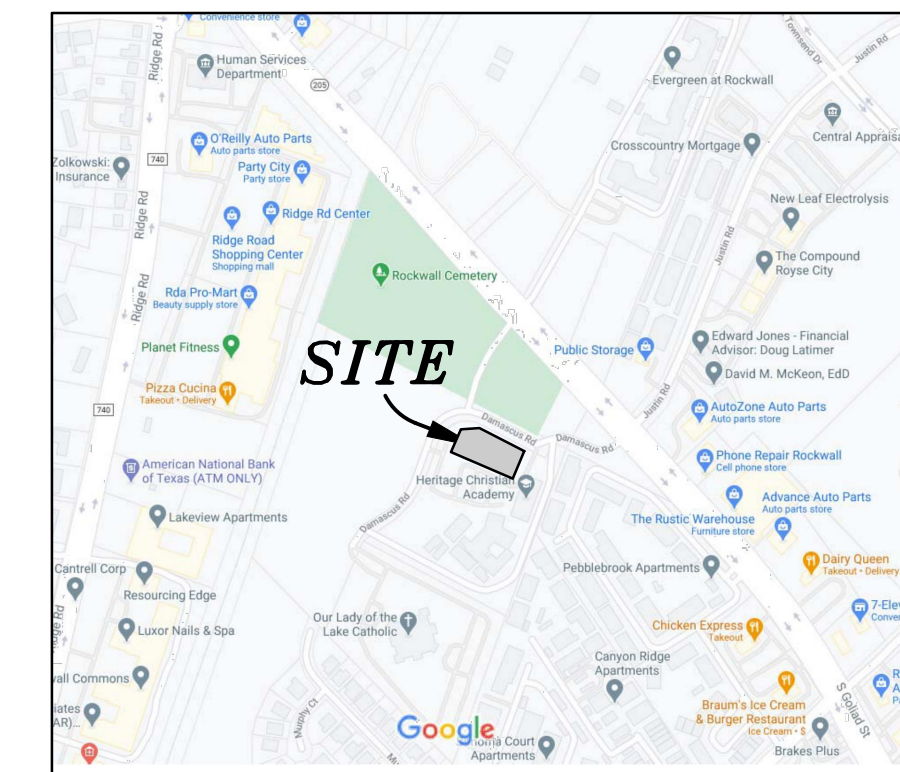 Convenience store
Human Services
Department
Ridge Rd
205
Townsend Dr
Justin Rd
Evergreen at Rockwall
O'Reilly Auto Parts
Auto parts store
Central Appraisa
Crosscountry Mortgage
740
Zolkowski:
Insurance
Party City
Party store
Ridge Rd
Ridge Rd Center
New Leaf Electrolysis
Ridge Road
Shopping Center
Shopping mall
Justin Rd
The Compound
Royse City
Rockwall Cemetery
Rda Pro-Mart
Beauty supply store
Ridge Rd
Planet Fitness
Public Storage
Edward Jones - Financial
Advisor: Doug Latimer
SITE
David M. McKeon, EdD
Pizza Cucina
Takeout • Delivery
740
Justin Rd
AutoZone Auto Parts
Auto parts store
Damascus Rd
Damascus Rd
Phone Repair Rockwall
Cell phone store
American National Bank
of Texas (ATM ONLY)
Heritage Christian
Academy
Advance Auto Parts
Auto parts store
Damascus Rd
Lakeview Apartments
The Rustic Warehouse
Furniture store
Cantrell Corp
Resourcing Edge
Pebblebrook Apartments
Dairy Queen
Takeout • Delivery
dge Rd
Luxor Nails & Spa
Our Lady of the
Lake Catholic
Chicken Express
Takeout
7-Elev
Conven
Canyon Ridge
Apartments
vall Commons
Murphy Ct
S Goliad St
iates
AR)...
Braum's Ice Cream
& Burger Restaurant
Ice Cream • $
Google
Apartments
Brakes Plus